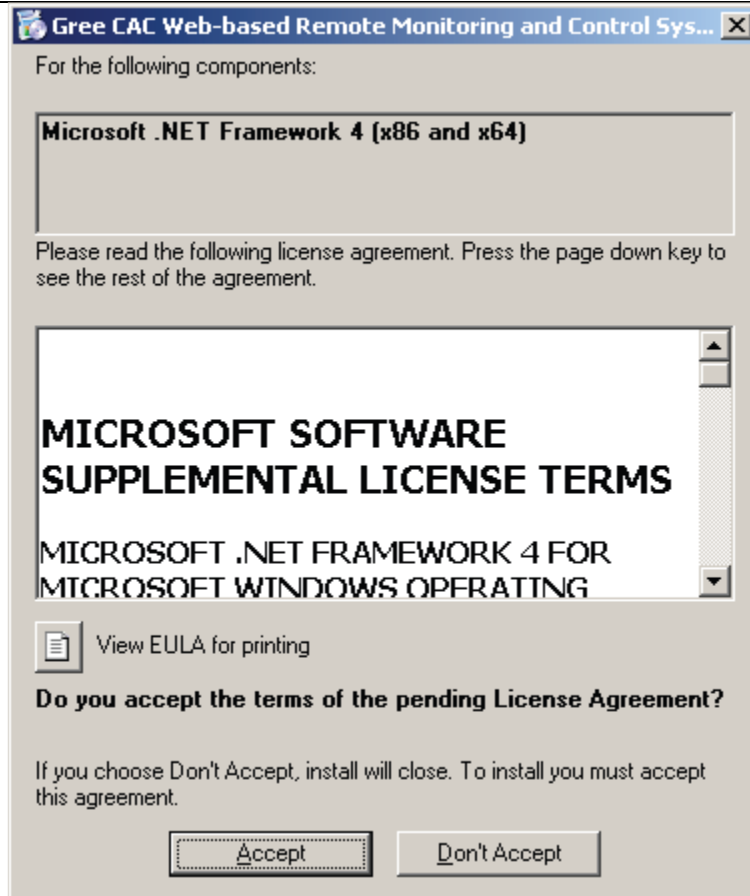 Gree CAC Web-based Remote Monitoring and Control Sys...
For the following components:
Microsoft .NET Framework 4 (x86 and x64)
Please read the following license agreement. Press the page down key to
see the rest of the agreement.
MICROSOFT SOFTWARE
SUPPLEMENTAL LICENSE TERMS
MICROSOFT .NET FRAMEWORK 4 FOR
MICROSOFT WINDOWS OPERATING
View EULA for printing
Do you accept the terms of the pending License Agreement?
If you choose Don't Accept, install will close. To install you must accept
this agreement.
Accept
Don't Accept